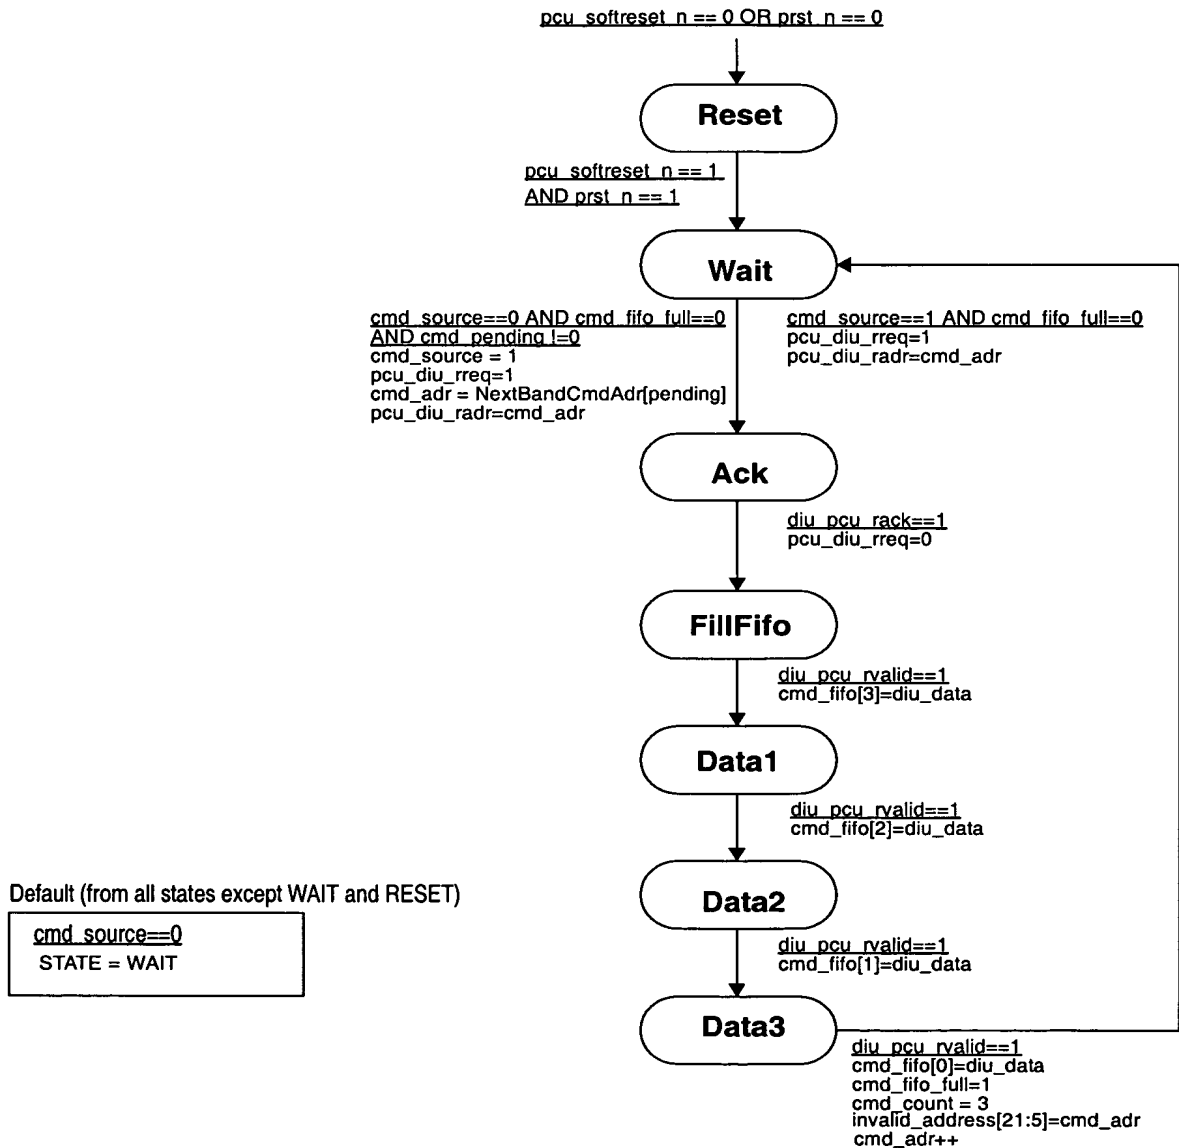 pcu_softreset_n == 0 OR prst_n == 0
Reset
pcu_softreset_n == 1
AND prst_n == 1
Wait
cmd_source==0 AND cmd_fifo_full==0
AND cmd_pending !=0
cmd_source = 1
pcu_diu_rreq=1
cmd_adr = NextBandCmdAdr[pending]
pcu_diu_radr=cmd_adr
cmd_source==1 AND cmd_fifo_full==0
pcu_diu_rreq=1
pcu_diu_radr=cmd_adr
Ack
diu_pcu_rack==1
pcu_diu_rreq=0
FillFifo
diu_pcu_rvalid==1
cmd_fifo[3]=diu_data
Data1
diu_pcu_rvalid==1
cmd_fifo[2]=diu_data
Data2
Default (from all states except WAIT and RESET)
cmd_source==0
STATE = WAIT
diu_pcu_rvalid==1
cmd_fifo[1]=diu_data
Data3
diu_pcu_rvalid==1
cmd_fifo[0]=diu_data
cmd_fifo_full=1
cmd_count = 3
invalid_address[21:5]=cmd_adr
cmd_adr++